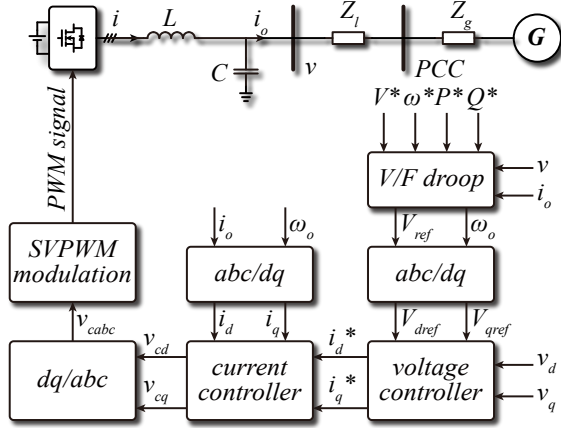 i L i_o Z_l Z_g
G
C v PCC
V* ω* P* Q*
PWM signal
V/F droop
v
i_o
i_o ω_o V_ref ω_o
SVPWM
modulation
abc/dq abc/dq
v_cabc i_d i_q V_dref V_qref
dq/abc
v_cd
v_cq
current
controller
i_d*
i_q*
voltage
controller
v_d
v_q